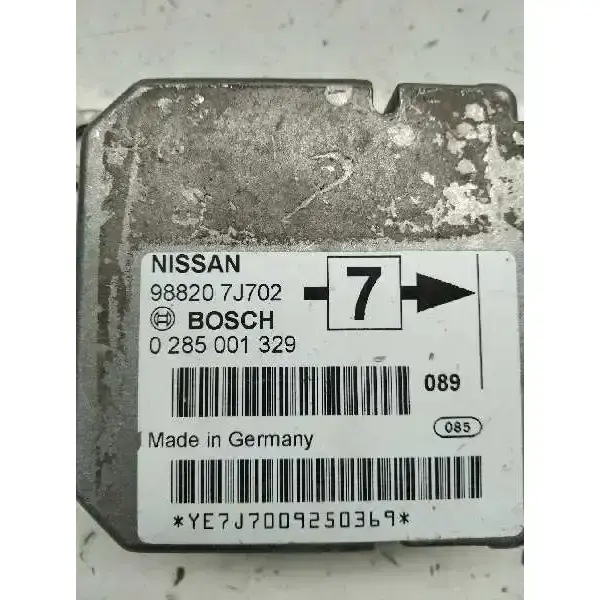 NISSAN
98820 7J702
7
BOSCH
0 285 001 329
089
085
Made in Germany
*YE7J7009250369*